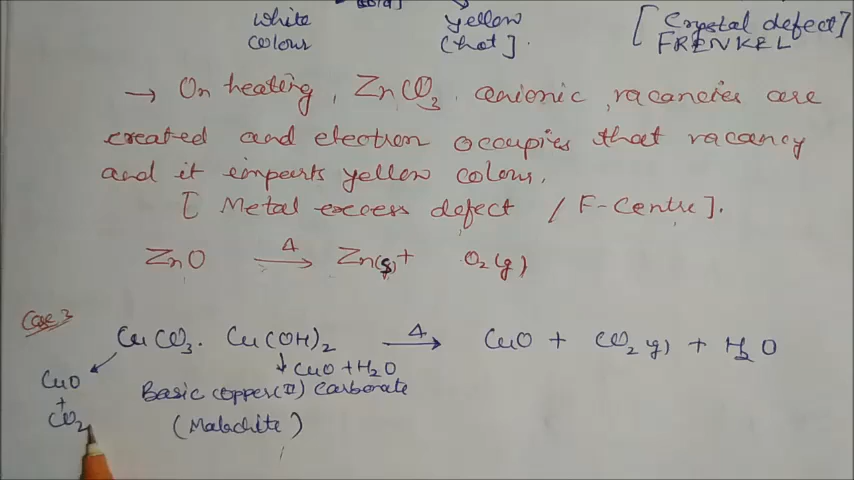 white yellow [Crystal defect]
colour (hot]. FRENKEL
→ On heating, ZnCO3. anionic, vacancies are
created and electron occupies that vacancy
and it imparts yellow colour.
[Metal excess defect / F-Centre].
ZnO Δ→ Zn(s)+ O2(g)
Case 3
CuCO3. Cu(OH)2 Δ→ CuO + CO2(g) + H2O
CuO ↓ CuO + H2O
+ Basic copper(II) carbonate
CO2 (Malachite)